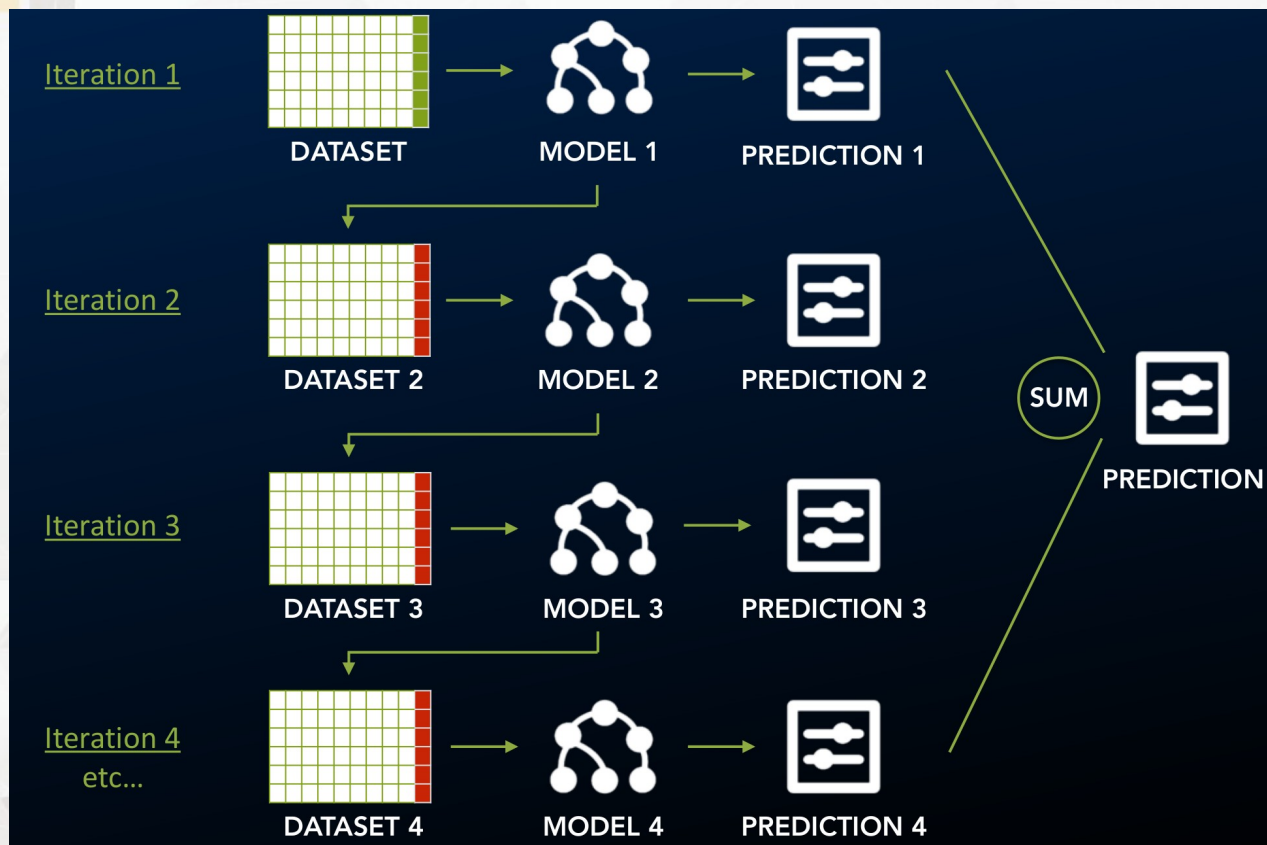 Iteration 1
DATASET
MODEL 1
PREDICTION 1
Iteration 2
DATASET 2
MODEL 2
PREDICTION 2
SUM
PREDICTION
Iteration 3
DATASET 3
MODEL 3
PREDICTION 3
Iteration 4
etc...
DATASET 4
MODEL 4
PREDICTION 4